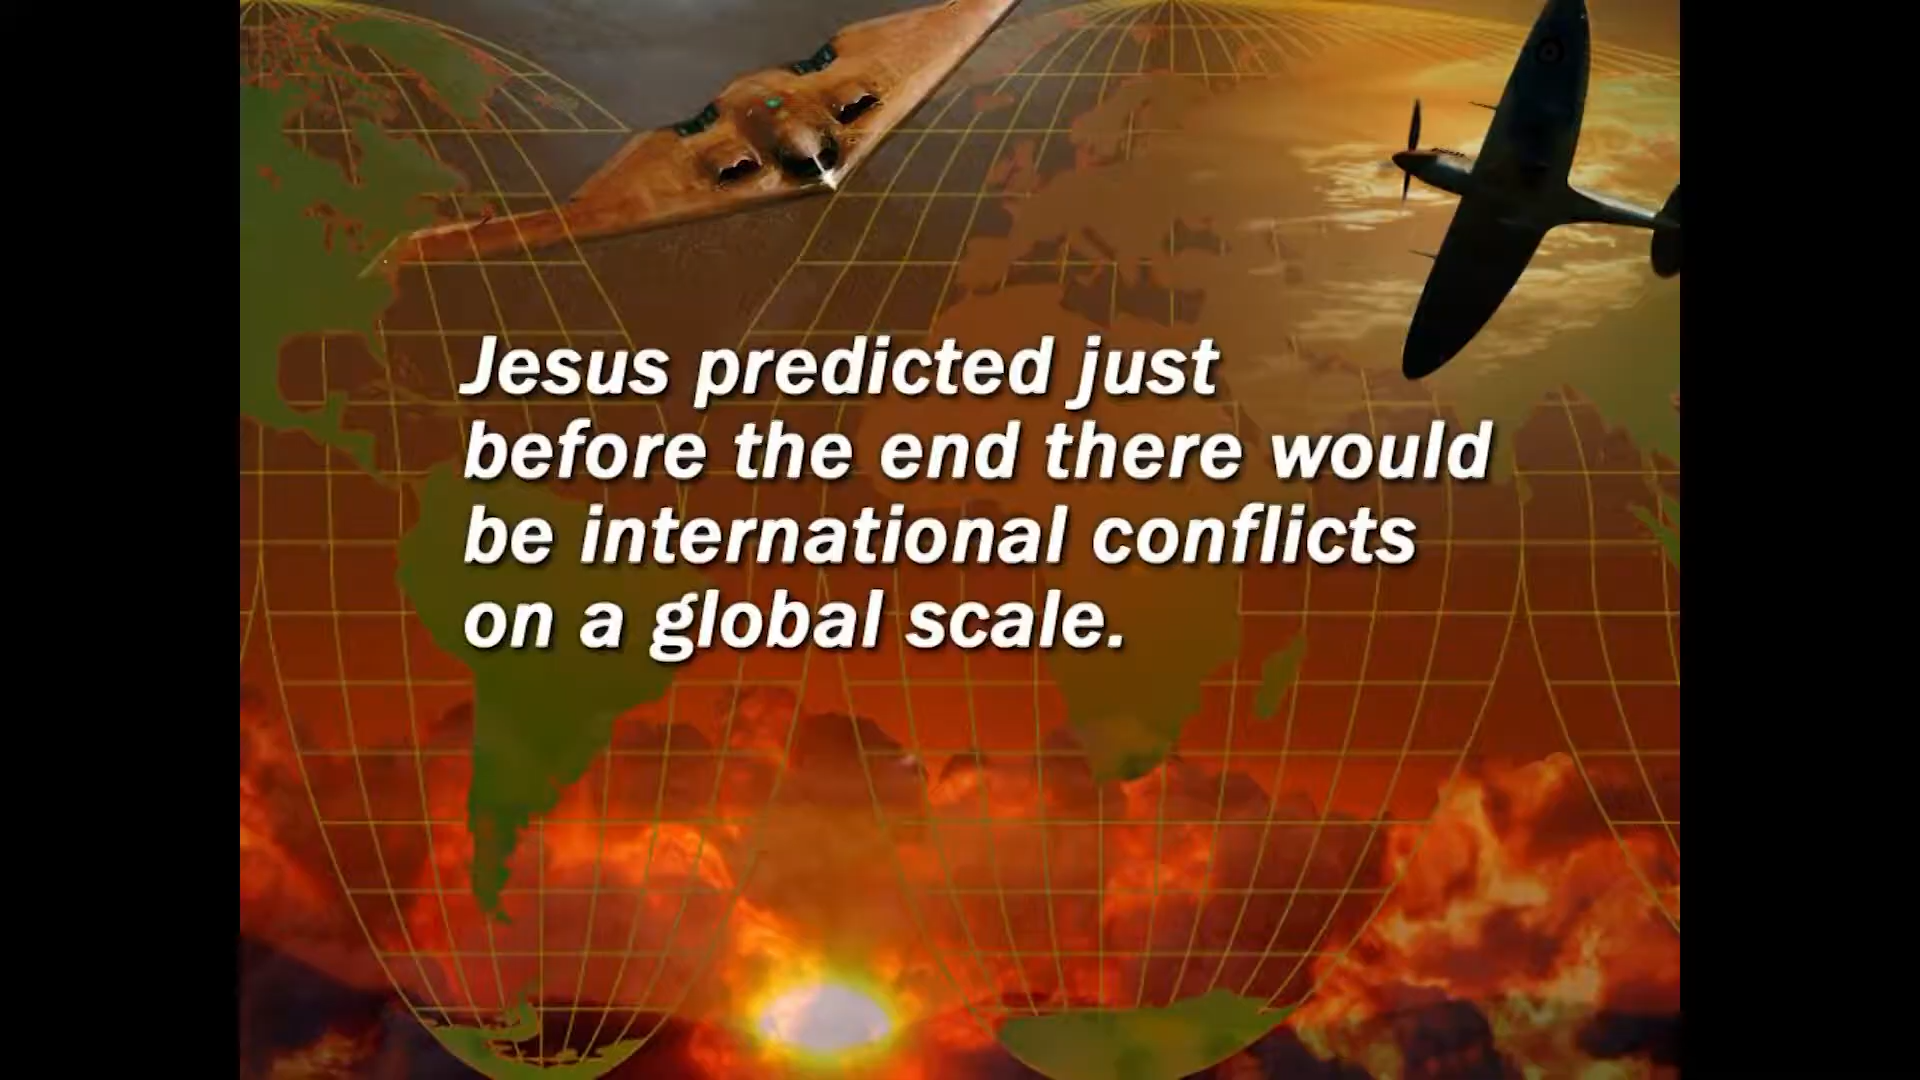 Jesus predicted just
before the end there would
be international conflicts
on a global scale.